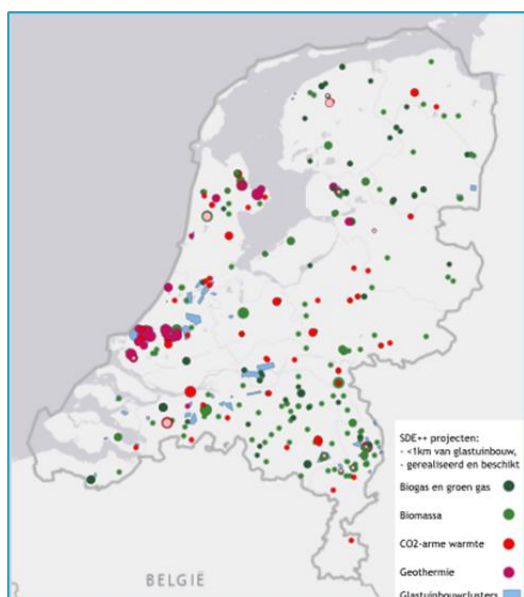 SDE++ projecten:
- <1km van glastuinbouw,
- gerealiseerd en beschikt
Biogas en groen gas
Biomassa
CO2-arme warmte
Geothermie
Glastuinbouwclusters
BELGIË